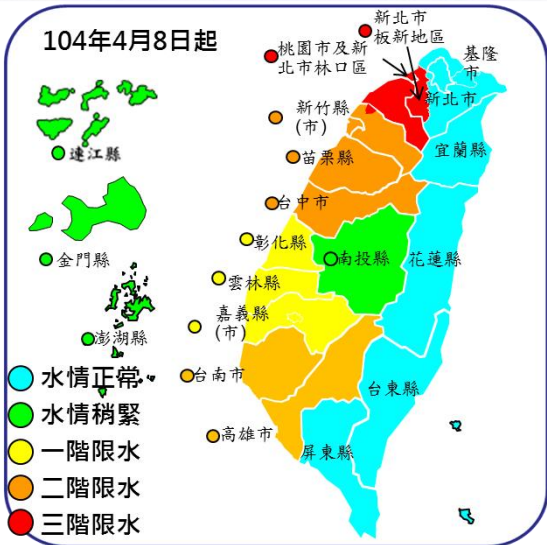 104年4月8日起
新北市
板新地區
桃園市及新
北市林口區
基隆
市
新北市
新竹縣
(市)
連江縣
苗栗縣
宜蘭縣
台中市
彰化縣
南投縣
花蓮縣
金門縣
雲林縣
嘉義縣
(市)
澎湖縣
水情正常
台南市
台東縣
水情稍緊
一階限水
高雄市
屏東縣
二階限水
三階限水